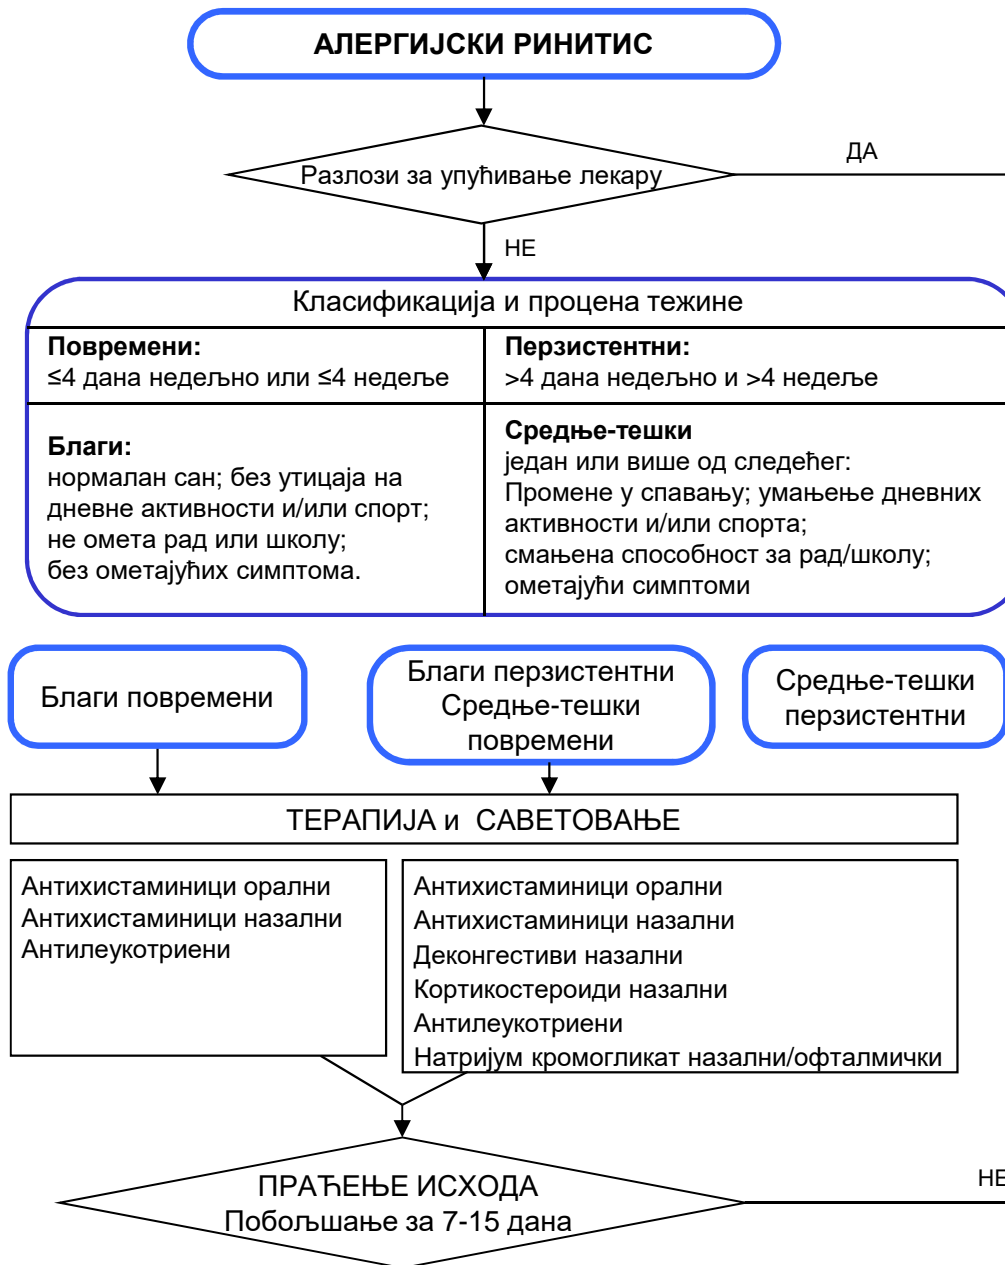 АЛЕРГИЈСКИ РИНИТИС
ДА
Разлози за упућивање лекару
НЕ
Класификација и процена тежине
Повремени:
≤4 дана недељно или ≤4 недеље
Перзистентни:
>4 дана недељно и >4 недеље
Благи:
нормалан сан; без утицаја на
дневне активности и/или спорт;
не омета рад или школу;
без ометајућих симптома.
Средње-тешки
један или више од следећег:
Промене у спавању; умањење дневних
активности и/или спорта;
смањена способност за рад/школу;
ометајући симптоми
Благи повремени
Благи перзистентни
Средње-тешки
повремени
Средње-тешки
перзистентни
ТЕРАПИЈА и САВЕТОВАЊЕ
Антихистаминици орални
Антихистаминици назални
Антилеукотриени
Антихистаминици орални
Антихистаминици назални
Деконгестиви назални
Кортикостероиди назални
Антилеукотриени
Натријум кромогликат назални/офталмички
НЕ
ПРАЋЕЊЕ ИСХОДА
Побољшање за 7-15 дана